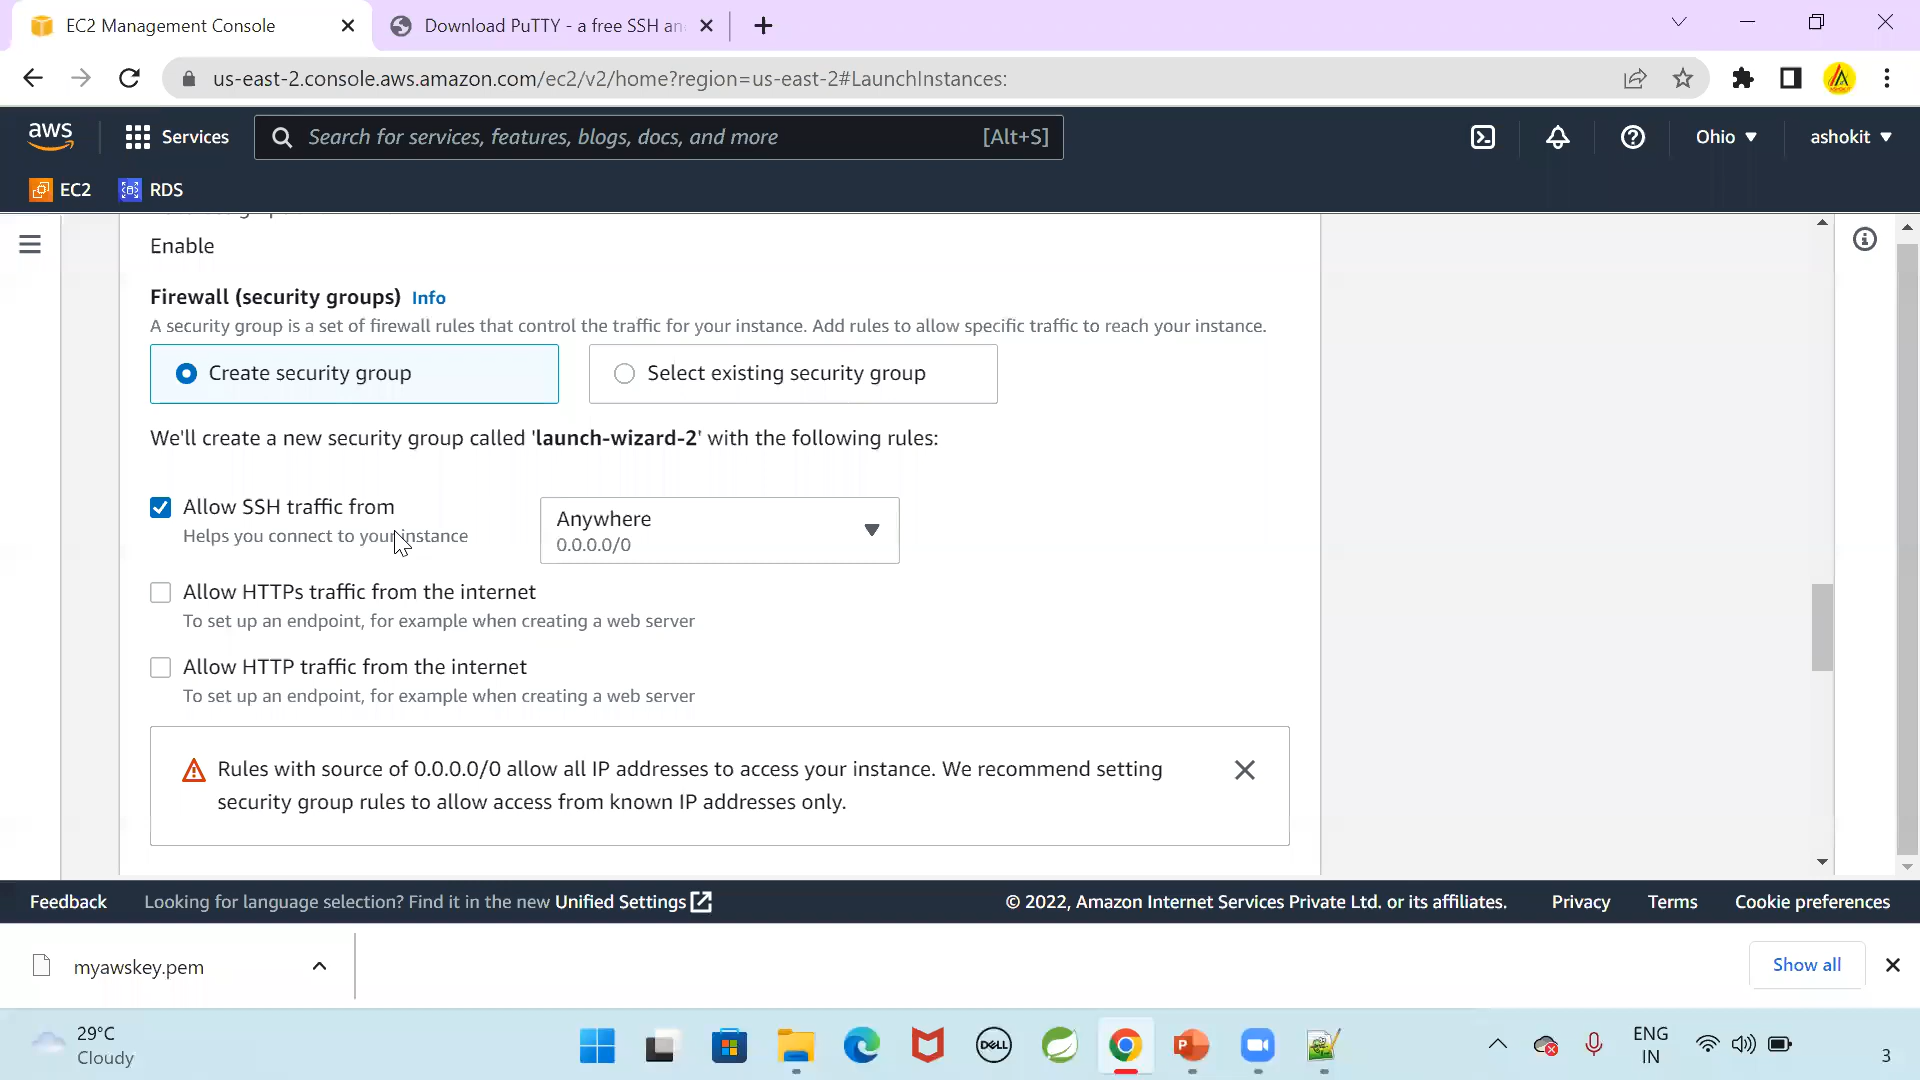 EC2 Management Console
Download PuTTY - a free SSH an
us-east-2.console.aws.amazon.com/ec2/v2/home?region=us-east-2#LaunchInstances:
aws
Services
Search for services, features, blogs, docs, and more
[Alt+S]
Ohio
ashokit
EC2
RDS
Enable
Firewall (security groups) Info
A security group is a set of firewall rules that control the traffic for your instance. Add rules to allow specific traffic to reach your instance.
Create security group
Select existing security group
We'll create a new security group called 'launch-wizard-2' with the following rules:
Allow SSH traffic from
Helps you connect to your instance
Anywhere
0.0.0.0/0
Allow HTTPs traffic from the internet
To set up an endpoint, for example when creating a web server
Allow HTTP traffic from the internet
To set up an endpoint, for example when creating a web server
Rules with source of 0.0.0.0/0 allow all IP addresses to access your instance. We recommend setting
security group rules to allow access from known IP addresses only.
Feedback
Looking for language selection? Find it in the new Unified Settings
© 2022, Amazon Internet Services Private Ltd. or its affiliates.
Privacy
Terms
Cookie preferences
myawskey.pem
Show all
29°C
Cloudy
DELL
ENG
IN
3